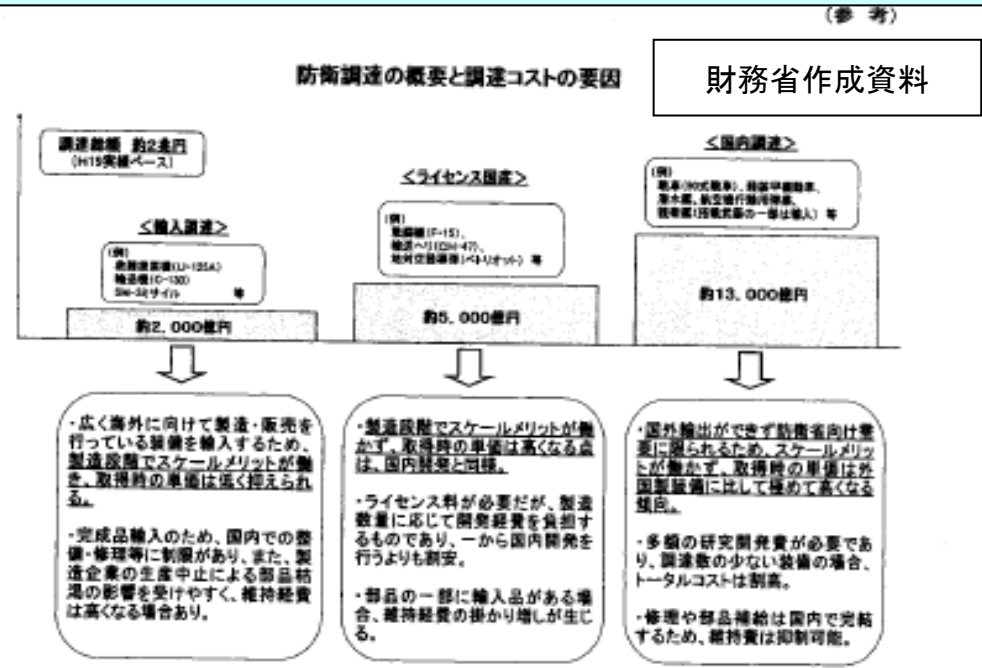 (参 考)
防衛調達の概要と調達コストの要因
財務省作成資料
調達総額 約2兆円
(H19実績ベース)
<輸入調達>
(例)
救難捜索機(U-125A)
輸送機(C-130)
SM-3ミサイル 等
約2,000億円
<ライセンス国産>
(例)
戦闘機(F-15)、
輸送ヘリ(CH-47)、
地対空誘導弾(ペトリオット) 等
約5,000億円
<国内調達>
(例)
戦車(90式戦車)、軽装甲機動車、
潜水艦、
(搭載武器の一部は輸入) 等
約13,000億円
・広く海外に向けて製造・販売を
行っている装備を輸入するため、
製造段階でスケールメリットが働
き、取得時の単価は低く抑えられ
る。
・完成品輸入のため、国内での整
備・修理等に制限があり、また、製
造企業の生産中止による部品枯
渇の影響を受けやすく、維持経費
は高くなる場合あり。
・製造段階でスケールメリットが働
かず、取得時の単価は高くなる点
は、国内開発と同様。
・ライセンス料が必要だが、製造
数量に応じて開発経費を負担す
るものであり、一から国内開発を
行うよりも割安。
・部品の一部に輸入品がある場
合、維持経費の掛かり増しが生じ
る。
・国外輸出ができず防衛省向け需
要に限られるため、スケールメリッ
トが働かず、取得時の単価は外
国製装備に比して極めて高くなる
傾向。
・多額の研究開発費が必要であ
り、調達数の少ない装備の場合、
トータルコストは割高。
・修理や部品補給は国内で完結
するため、維持費は抑制可能。